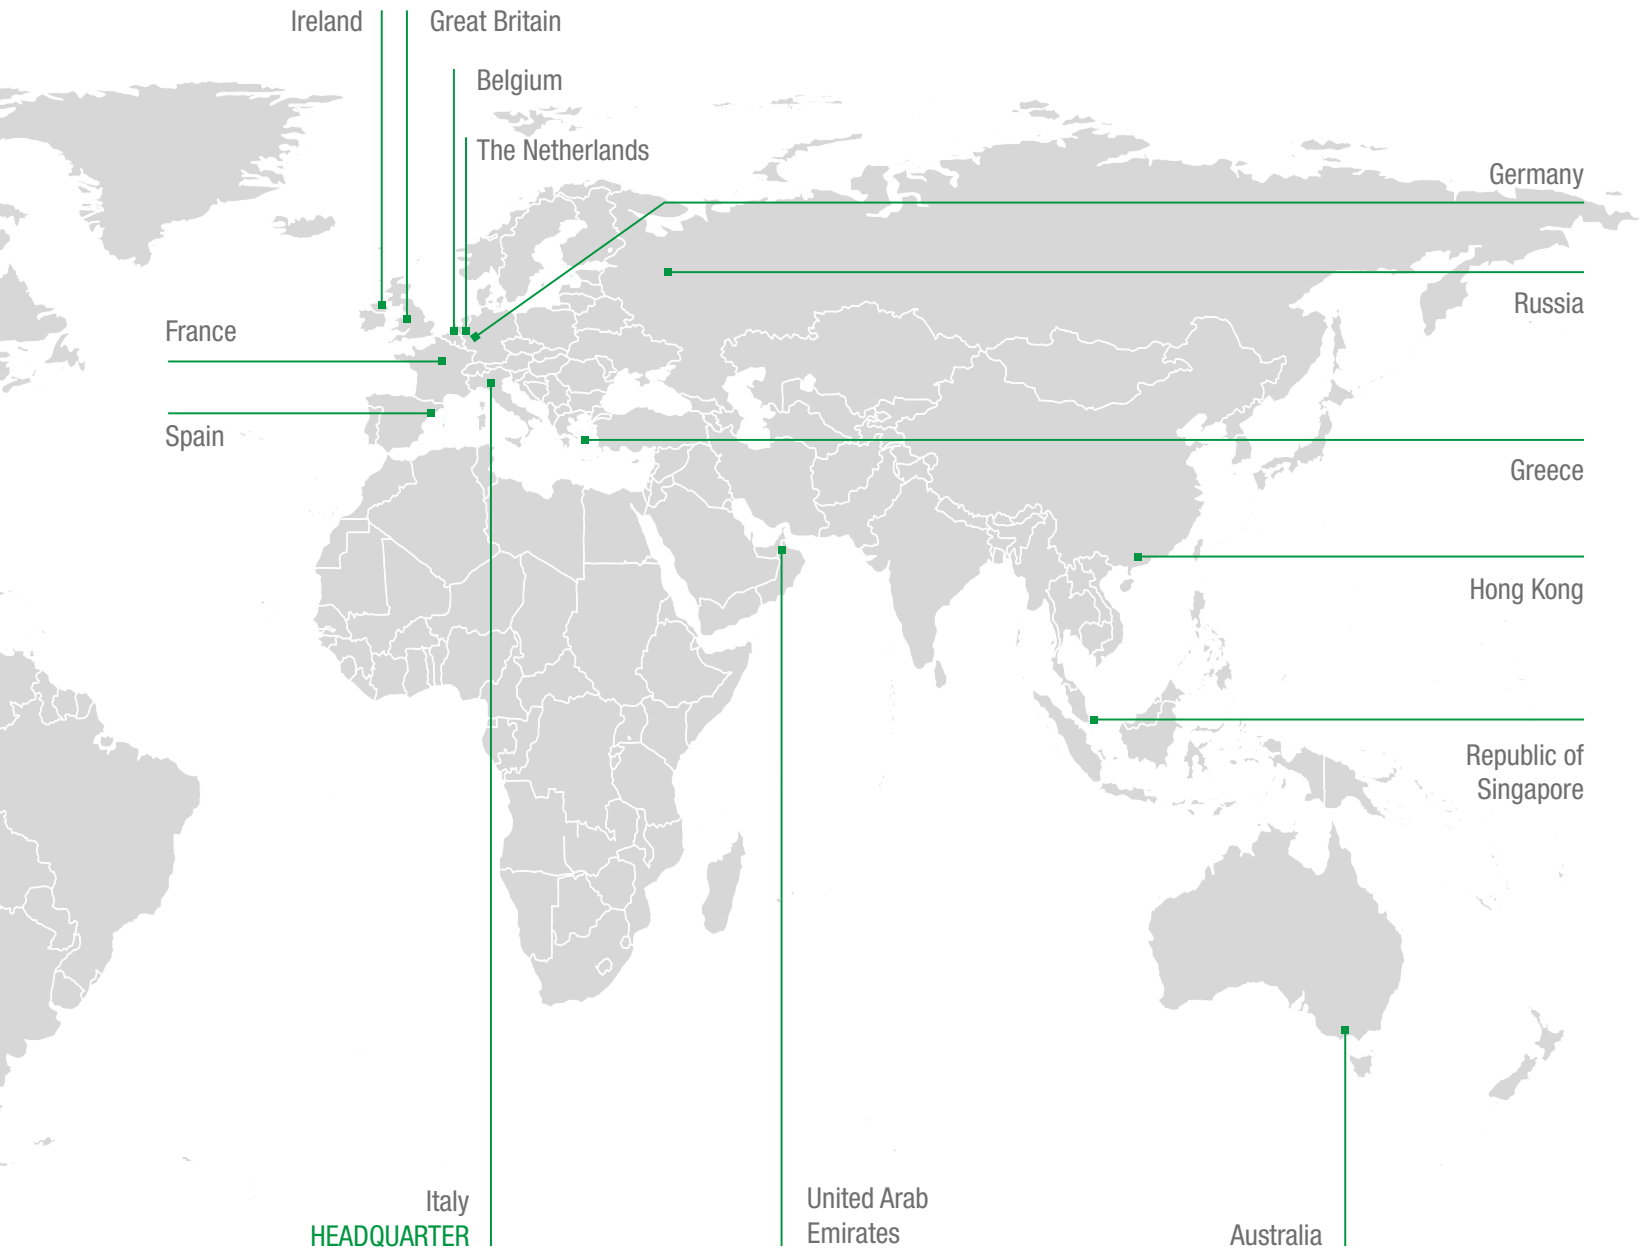 Ireland
Great Britain
Belgium
The Netherlands
Germany
Russia
France
Spain
Greece
Hong Kong
Republic of
Singapore
Italy
HEADQUARTER
United Arab
Emirates
Australia